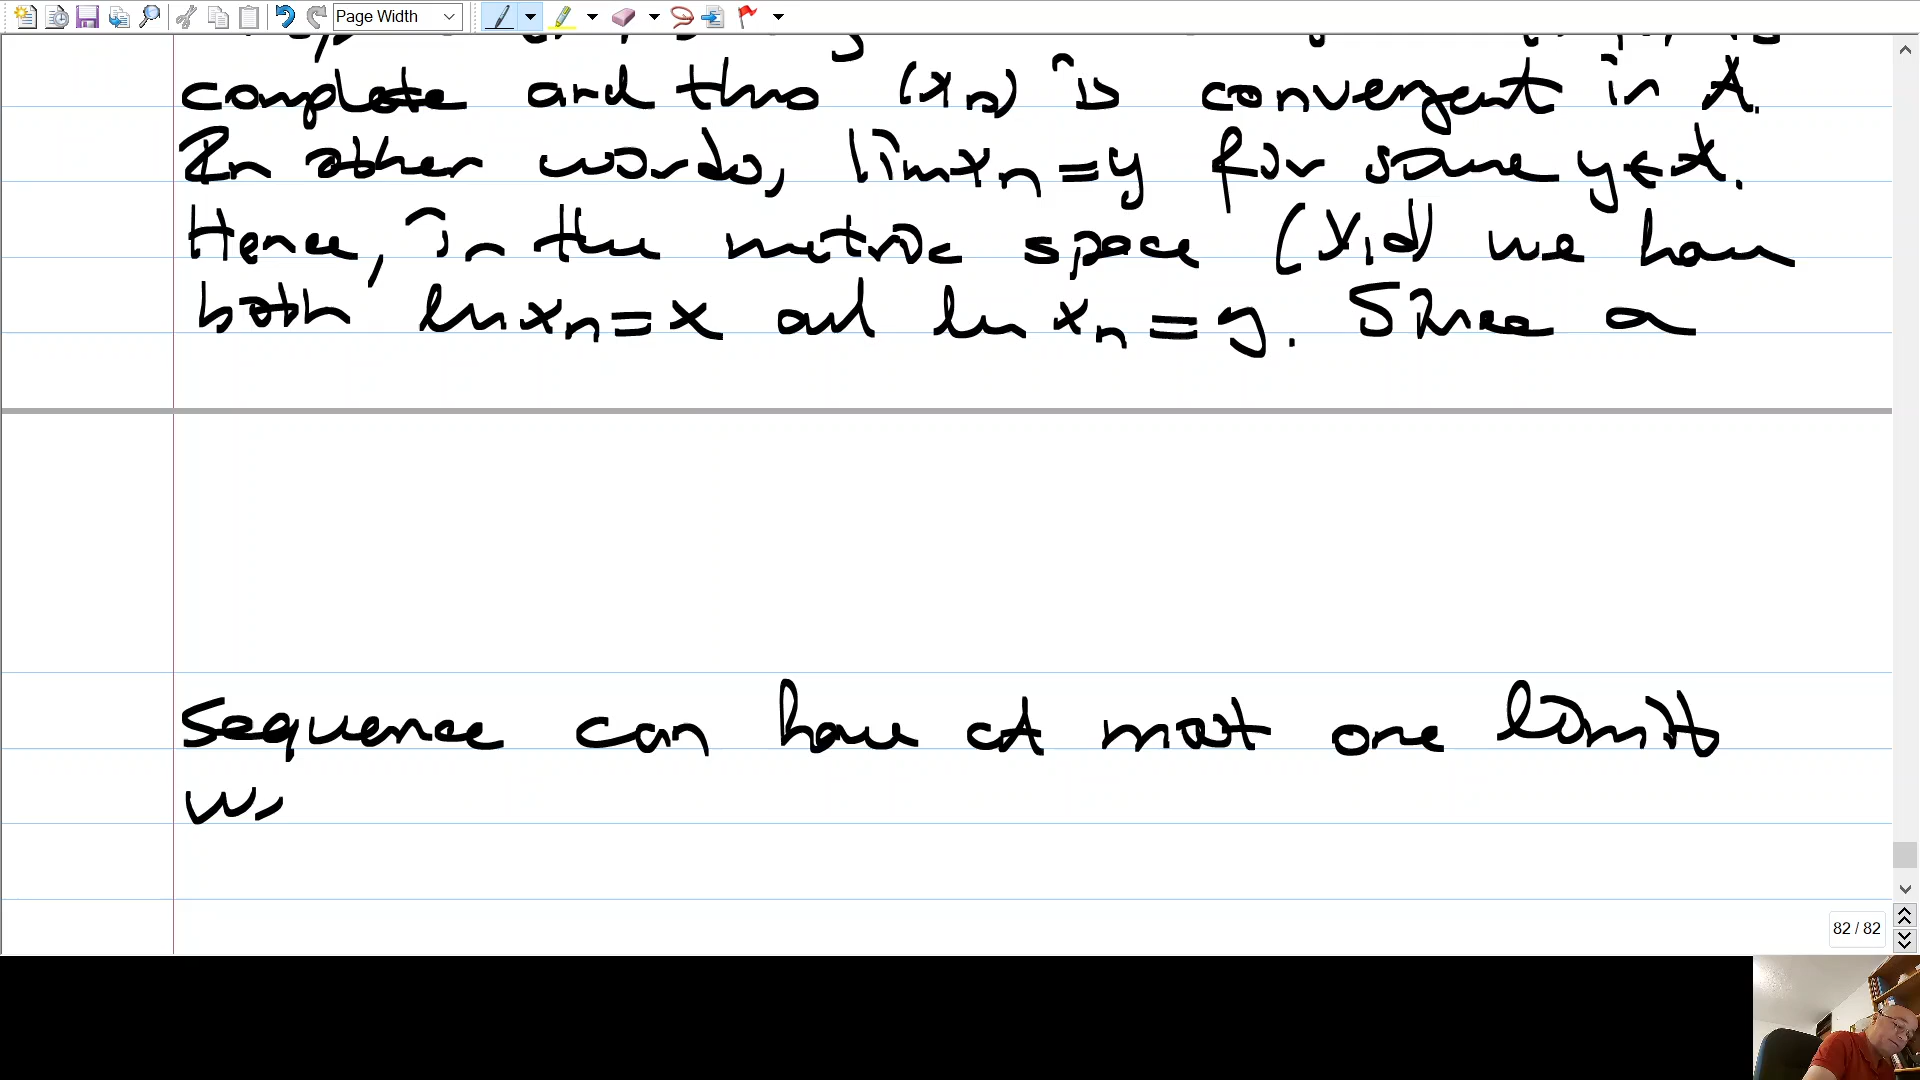 Page Width
complete and thus (xn) is convergent in A.
In other words, lim xn = y for some y ∈ A.
Hence, in the metric space (X,d) we have
both lim xn = x and lim xn = y. Since a
sequence can have at most one limit
we
82 / 82